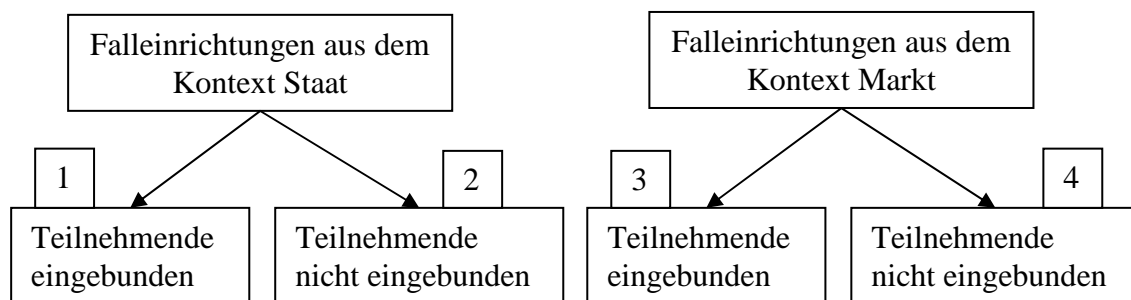 Falleinrichtungen aus dem
Kontext Staat
Falleinrichtungen aus dem
Kontext Markt
1
2
3
4
Teilnehmende
eingebunden
Teilnehmende
nicht eingebunden
Teilnehmende
eingebunden
Teilnehmende
nicht eingebunden